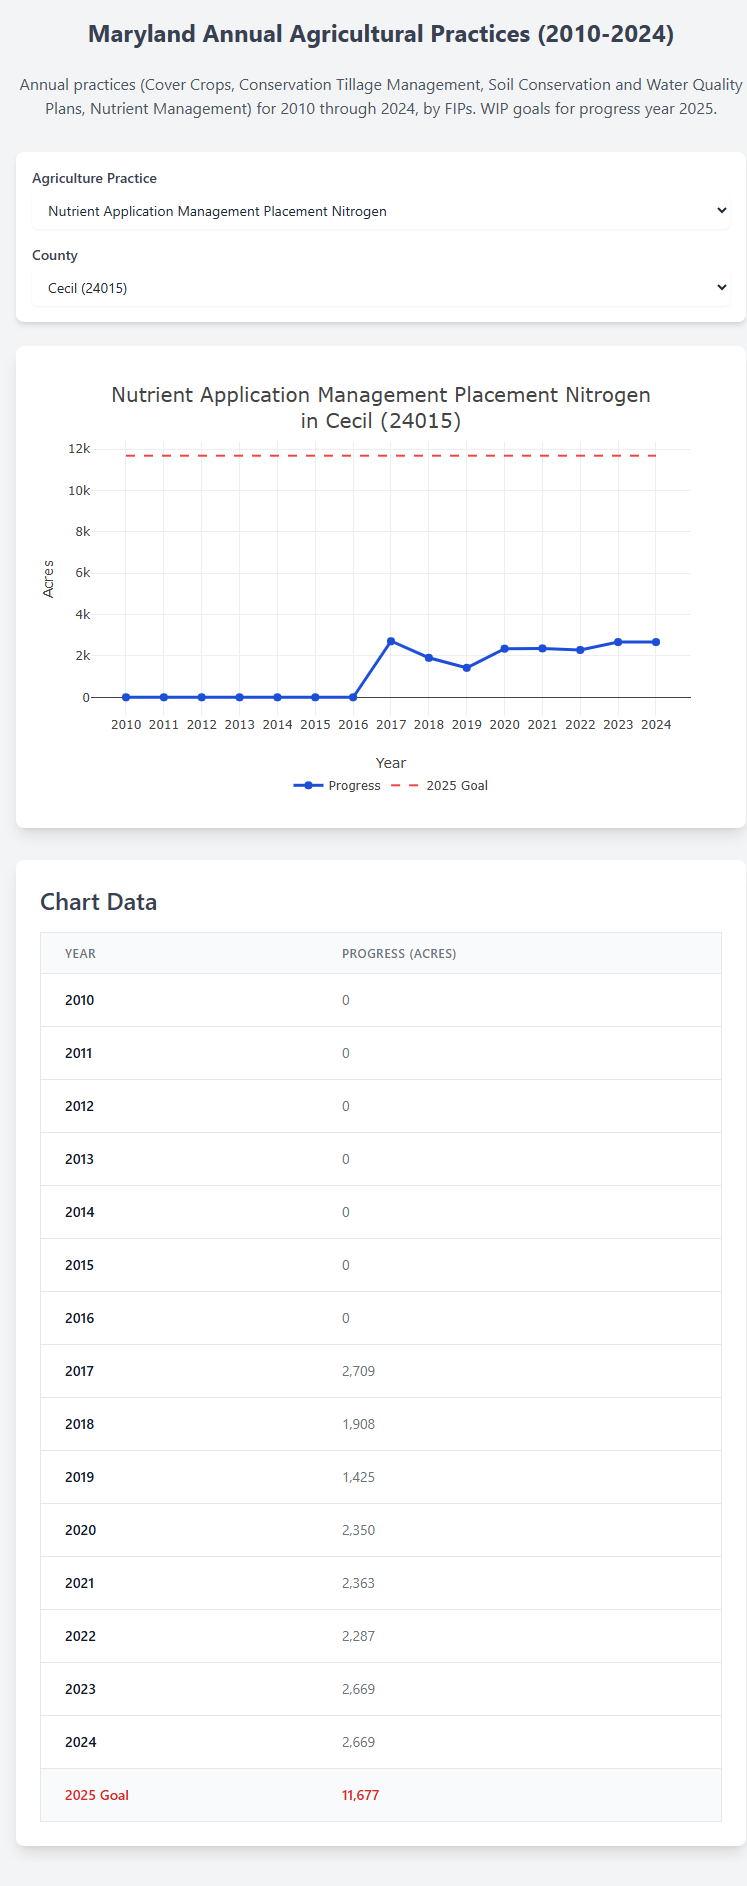 Maryland Annual Agricultural Practices (2010-2024)
Annual practices (Cover Crops, Conservation Tillage Management, Soil Conservation and Water Quality
Plans, Nutrient Management) for 2010 through 2024, by FIPs. WIP goals for progress year 2025.
Agriculture Practice
Nutrient Application Management Placement Nitrogen
County
Cecil (24015)
Nutrient Application Management Placement Nitrogen
in Cecil (24015)
12k
10k
8k
6k
4k
2k
0
Acres
2010 2011 2012 2013 2014 2015 2016 2017 2018 2019 2020 2021 2022 2023 2024
Year
Progress 2025 Goal
Chart Data
YEAR PROGRESS (ACRES)
2010 0
2011 0
2012 0
2013 0
2014 0
2015 0
2016 0
2017 2,709
2018 1,908
2019 1,425
2020 2,350
2021 2,363
2022 2,287
2023 2,669
2024 2,669
2025 Goal 11,677